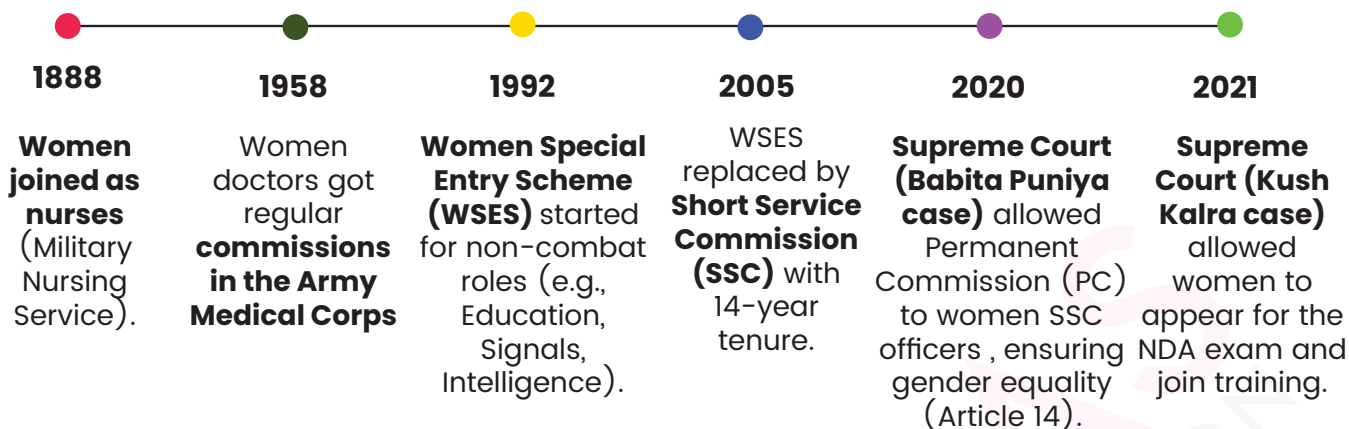 1888
Women
joined as
nurses
(Military
Nursing
Service).
1958
Women
doctors got
regular
commissions
in the Army
Medical Corps
1992
Women Special
Entry Scheme
(WSES) started
for non-combat
roles (e.g.,
Education,
Signals,
Intelligence).
2005
WSES
replaced by
Short Service
Commission
(SSC) with
14-year
tenure.
2020
Supreme Court
(Babita Puniya
case) allowed
Permanent
Commission (PC)
to women SSC
officers , ensuring
gender equality
(Article 14).
2021
Supreme
Court (Kush
Kalra case)
allowed
women to
appear for the
NDA exam and
join training.